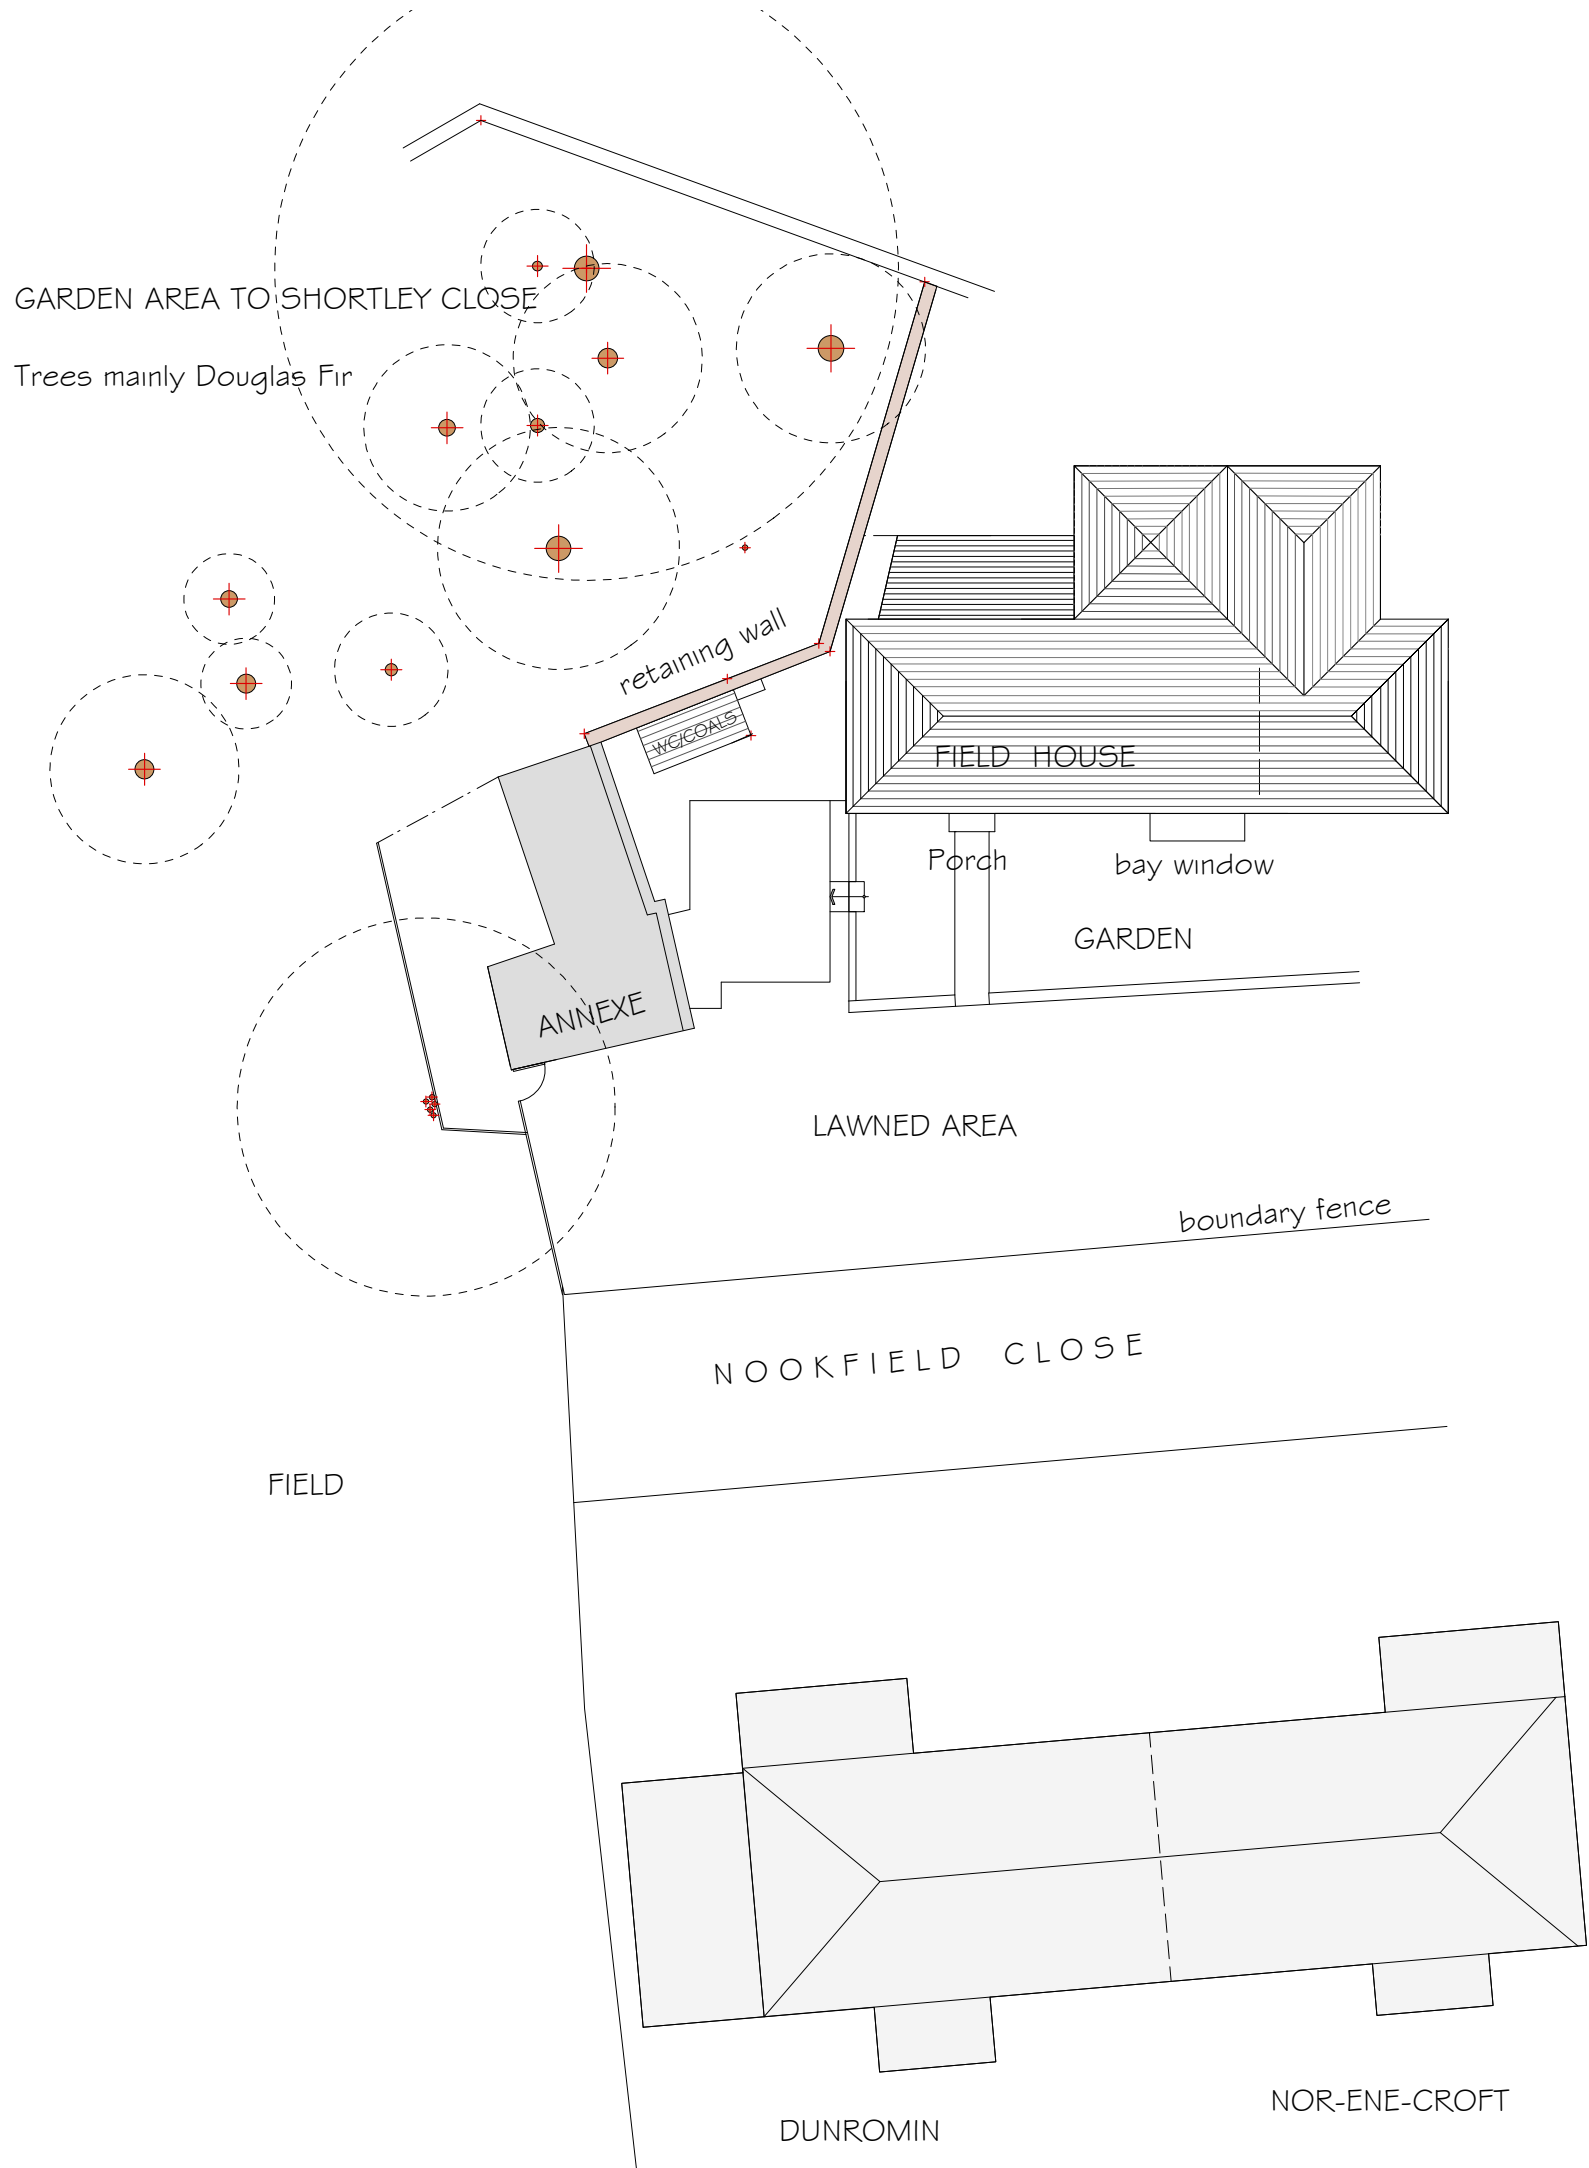 GARDEN AREA TO SHORTLEY CLOSE
Trees mainly Douglas Fir
retaining wall
WC/COALS
FIELD HOUSE
Porch
bay window
GARDEN
ANNEXE
LAWNED AREA
boundary fence
NOOKFIELD CLOSE
FIELD
NOR-ENE-CROFT
DUNROMIN